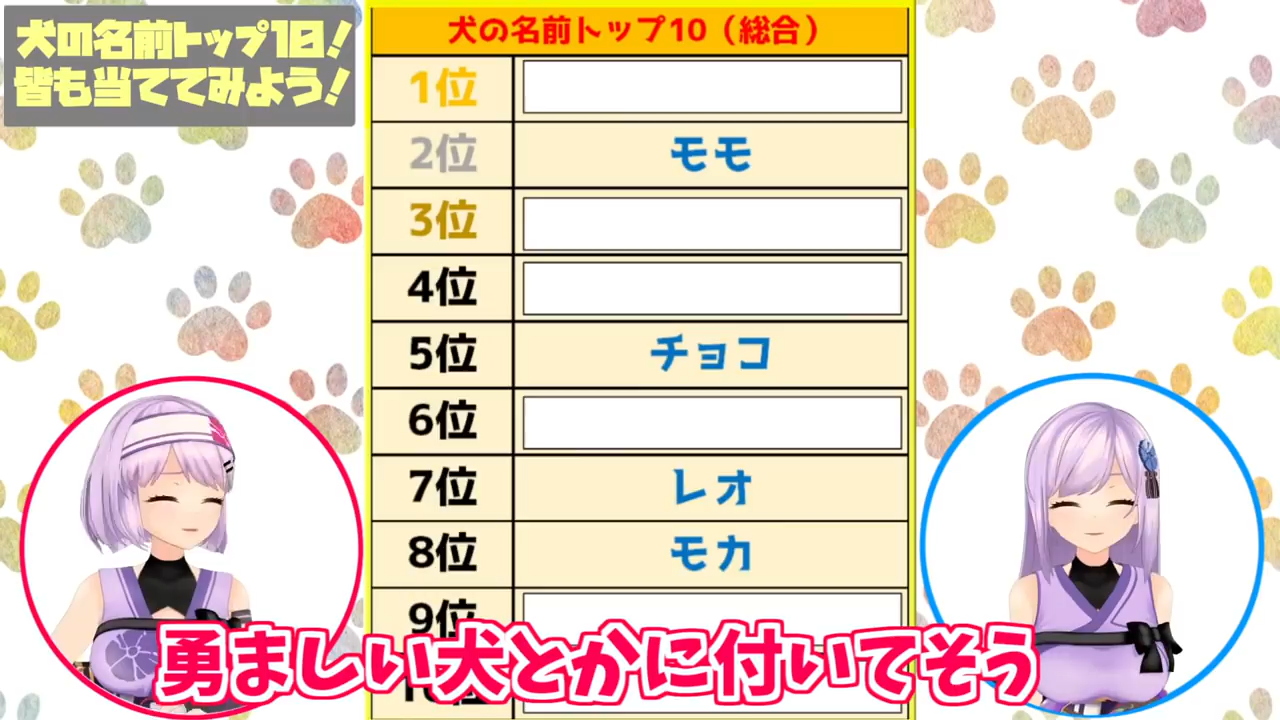 犬の名前トップ10!
皆も当ててみよう!
犬の名前トップ10(総合)
1位
2位 モモ
3位
4位
5位 チョコ
6位
7位 レオ
8位 モカ
9位
勇ましい犬とかに付いてそう